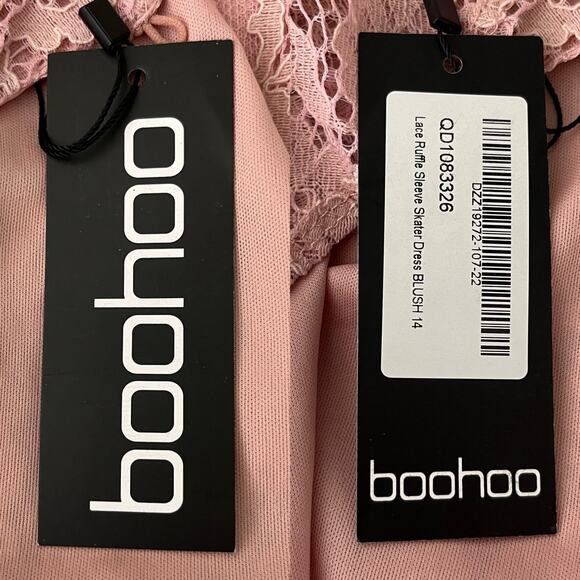 boohoo
DZZ19272-107-22
QD1083326
Lace Ruffle Sleeve Skater Dress BLUSH 14
boohoo